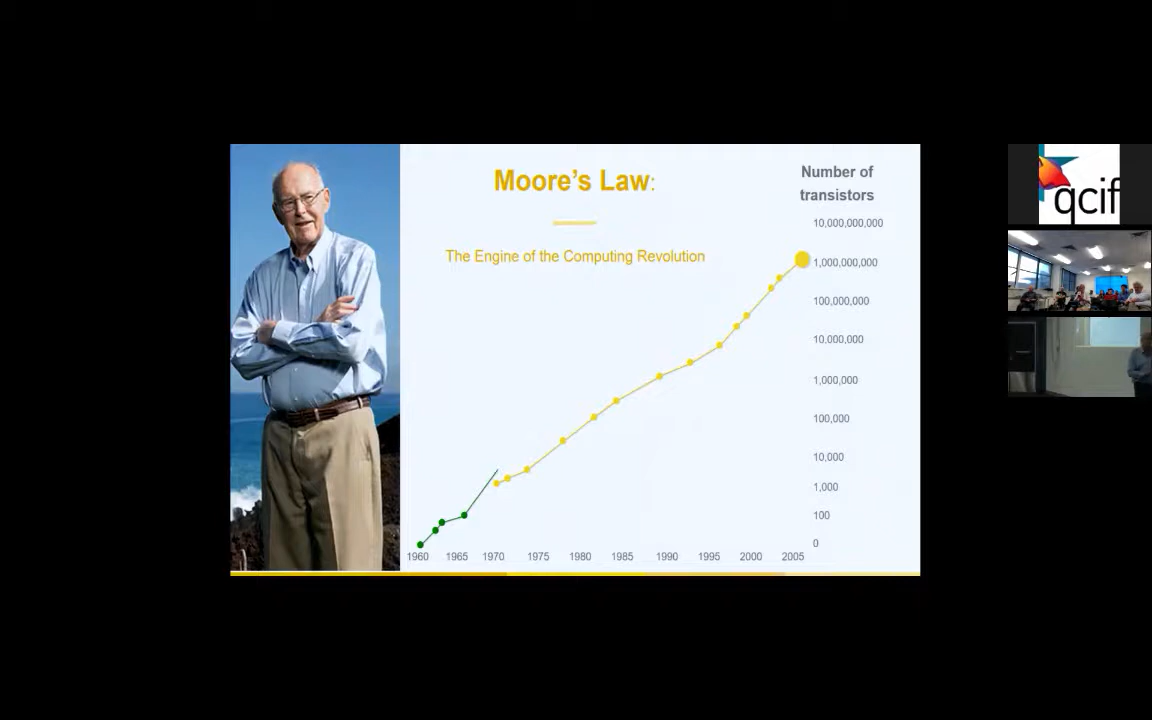 Moore's Law:
The Engine of the Computing Revolution
Number of
transistors
10,000,000,000
1,000,000,000
100,000,000
10,000,000
1,000,000
100,000
10,000
1,000
100
0
1960 1965 1970 1975 1980 1985 1990 1995 2000 2005
qcif